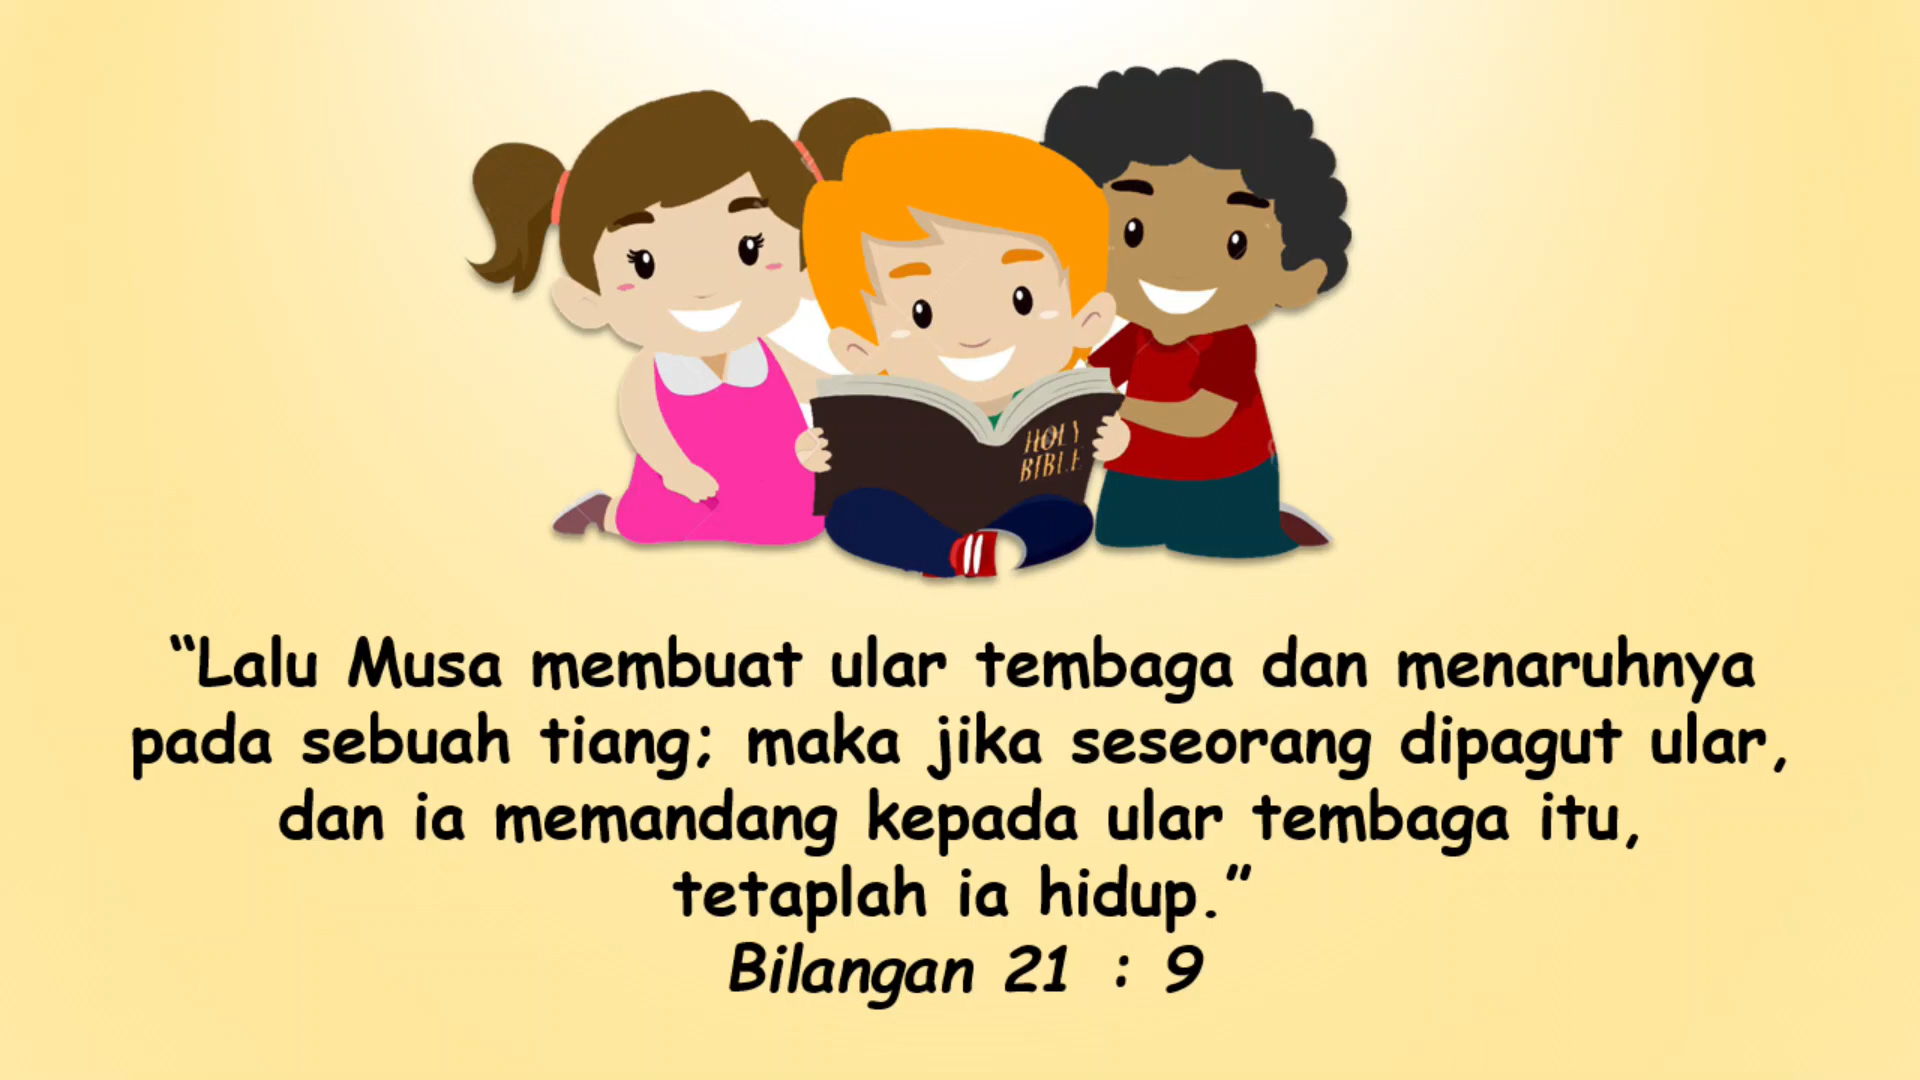 HOLY
BIBLE
“Lalu Musa membuat ular tembaga dan menaruhnya
pada sebuah tiang; maka jika seseorang dipagut ular,
dan ia memandang kepada ular tembaga itu,
tetaplah ia hidup.”
Bilangan 21 : 9